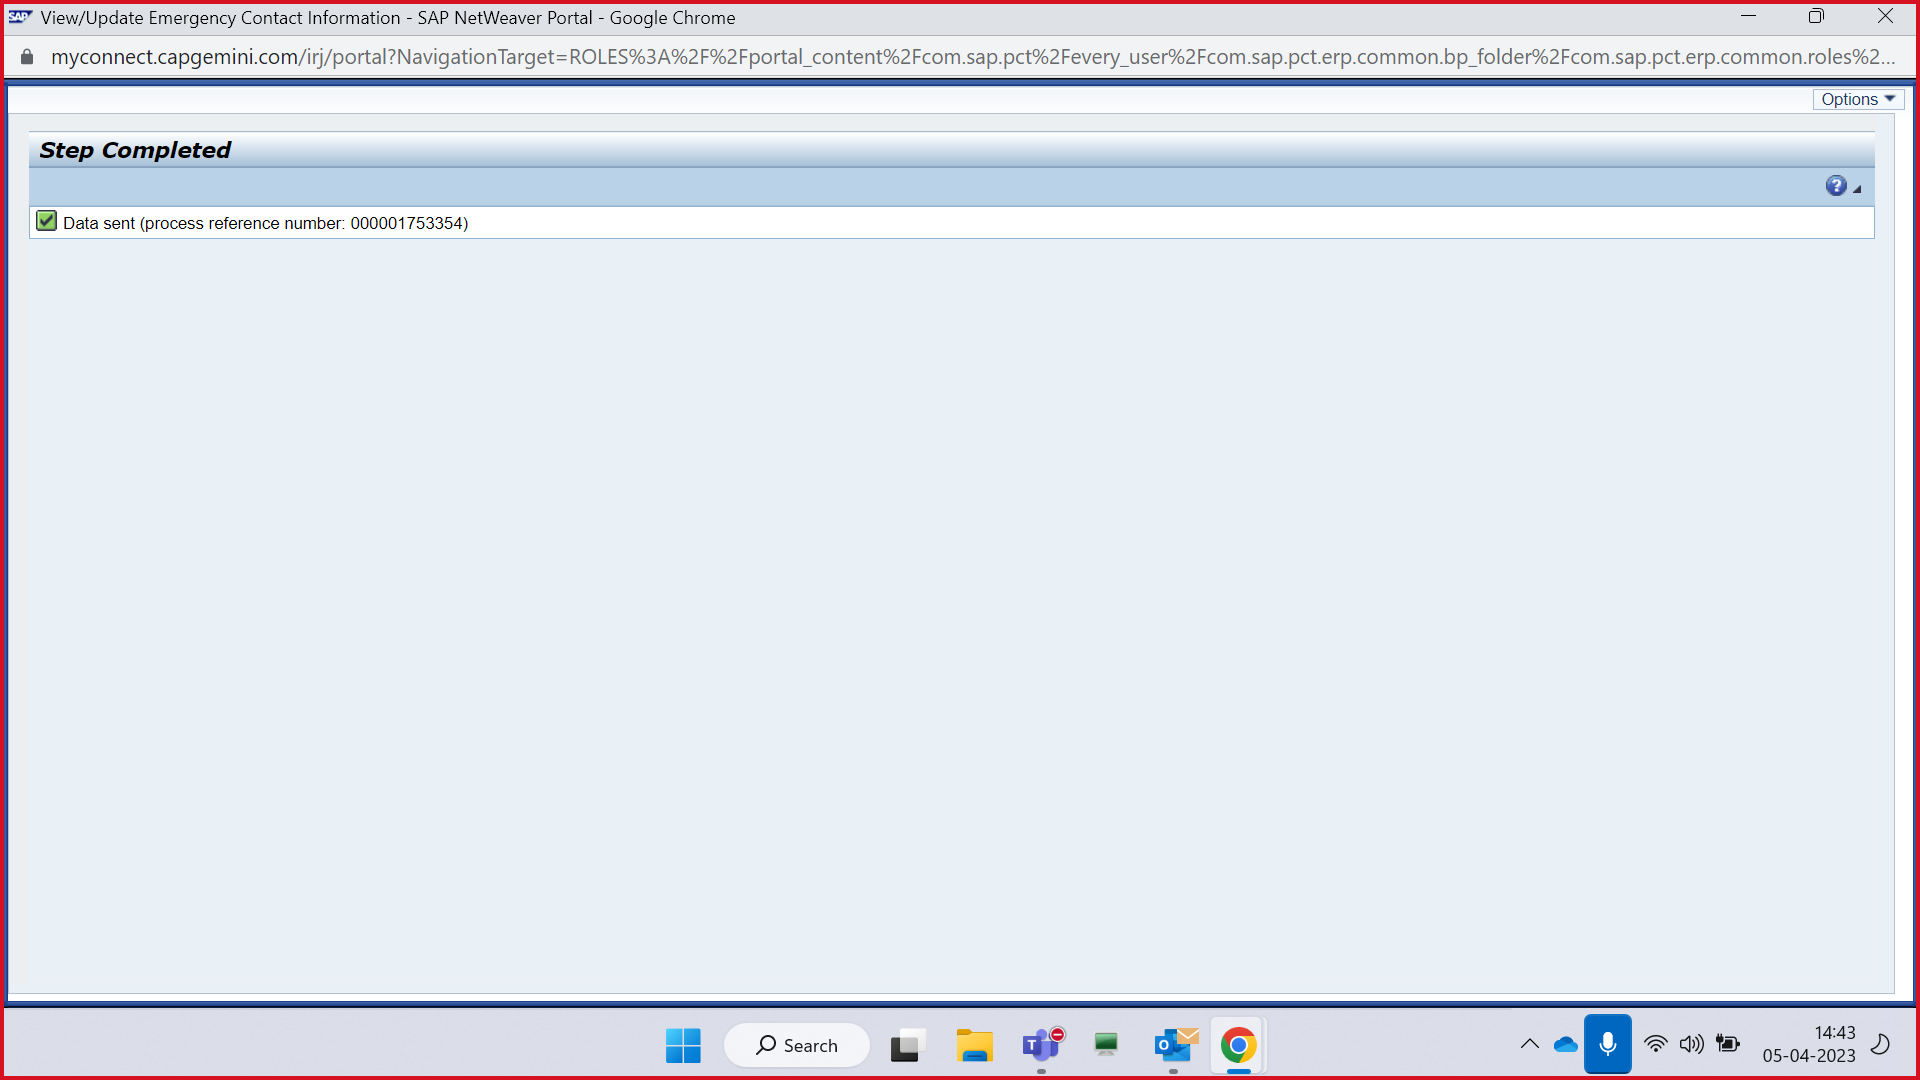 SAP View/Update Emergency Contact Information - SAP NetWeaver Portal - Google Chrome
myconnect.capgemini.com/irj/portal?NavigationTarget=ROLES%3A%2F%2Fportal_content%2Fcom.sap.pct%2Fevery_user%2Fcom.sap.pct.erp.common.bp_folder%2Fcom.sap.pct.erp.common.roles%2...
Options
Step Completed
?
Data sent (process reference number: 000001753354)
Search
14:43
05-04-2023